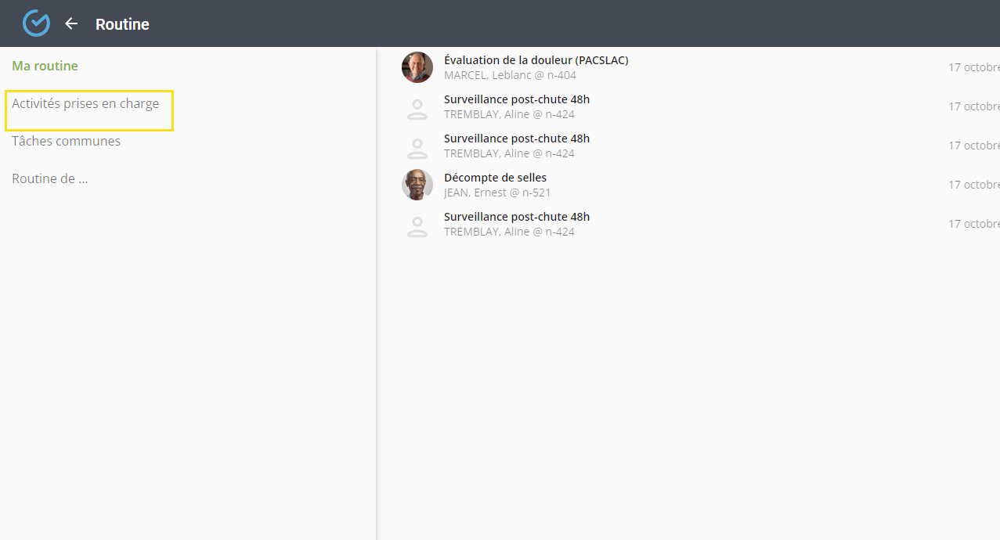 Routine
Ma routine
Activités prises en charge
Tâches communes
Routine de ...
Évaluation de la douleur (PACSLAC)
MARCEL, Leblanc @ n-404
17 octobre
Surveillance post-chute 48h
TREMBLAY, Aline @ n-424
17 octobre
Surveillance post-chute 48h
TREMBLAY, Aline @ n-424
17 octobre
Décompte de selles
JEAN, Ernest @ n-521
17 octobre
Surveillance post-chute 48h
TREMBLAY, Aline @ n-424
17 octobre